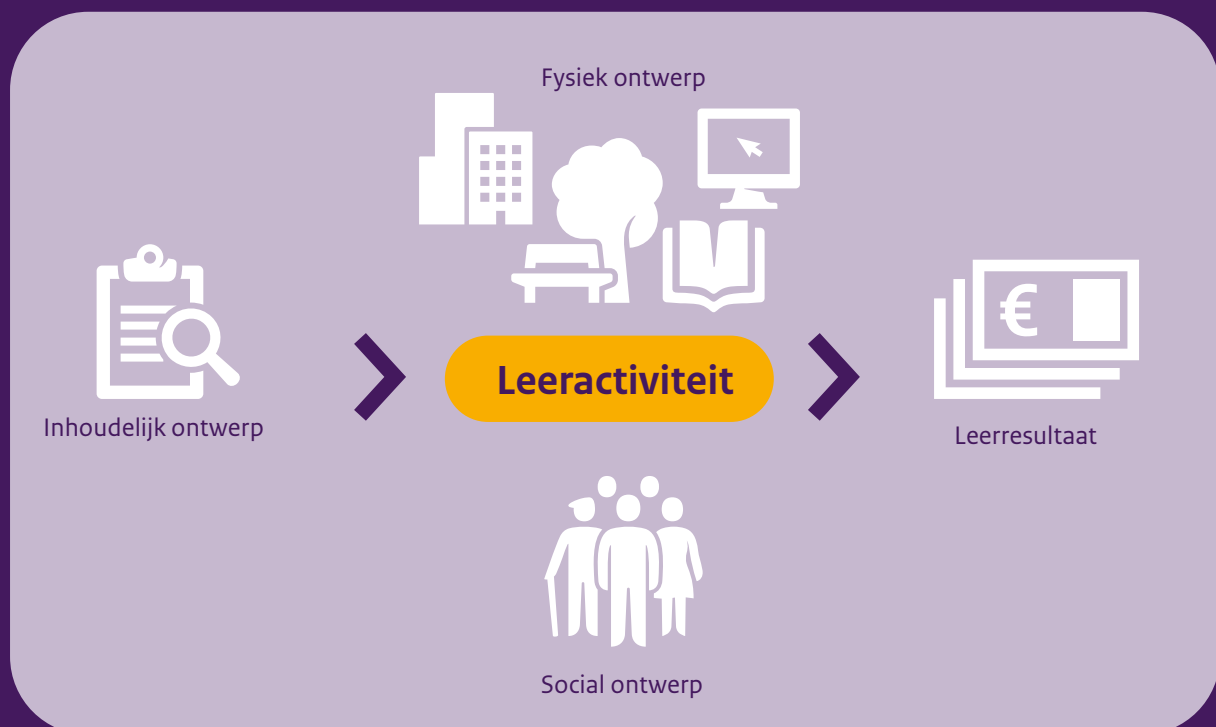 Fysiek ontwerp
€
Leeractiviteit
Inhoudelijk ontwerp
Leerresultaat
Social ontwerp